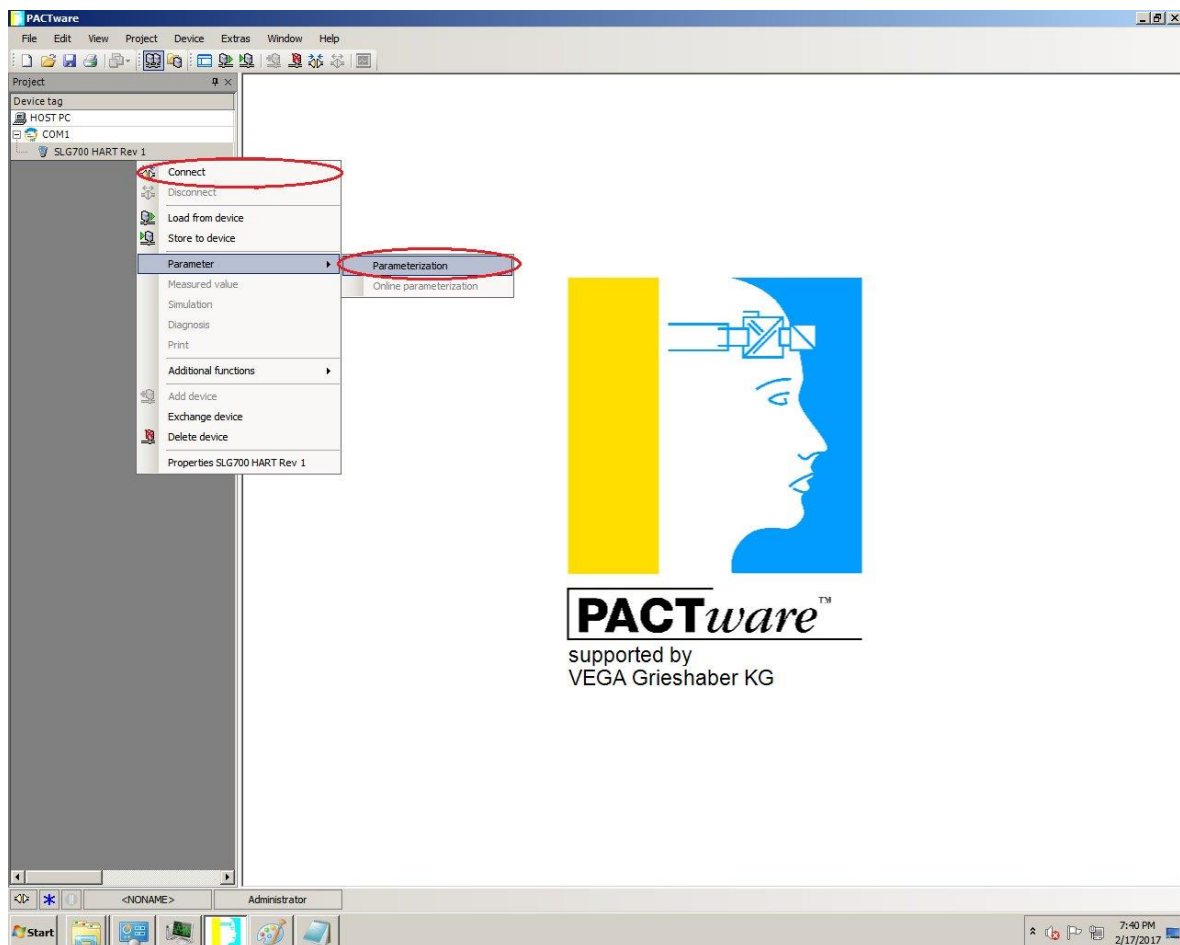 PACTware
File Edit View Project Device Extras Window Help
Project
Device tag
HOST PC
COM1
SLG700 HART Rev 1
Connect
Disconnect
Load from device
Store to device
Parameter
Parameterization
Measured value
Online parameterization
Simulation
Diagnosis
Print
Additional functions
Add device
Exchange device
Delete device
Properties SLG700 HART Rev 1
PACTware™
supported by
VEGA Grieshaber KG
<NONAME> Administrator
Start
7:40 PM
2/17/2017